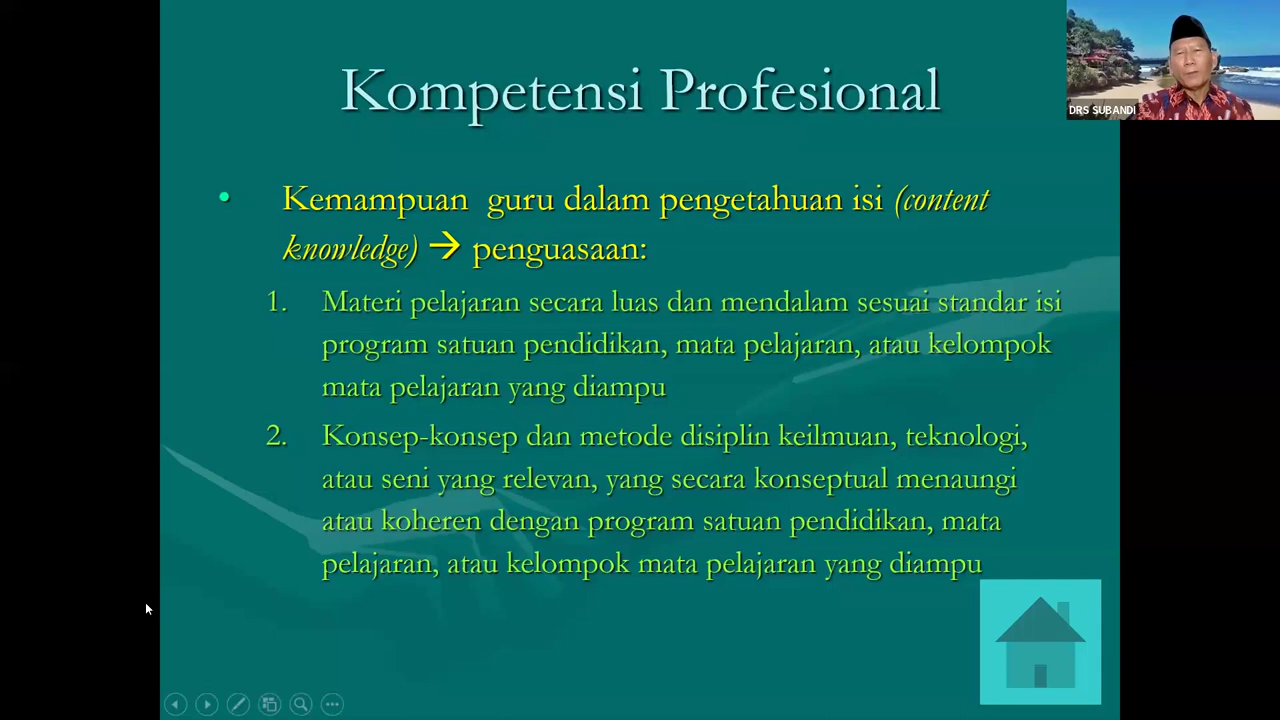 Kompetensi Profesional
DRS SUBANDI
• Kemampuan guru dalam pengetahuan isi (content
knowledge) → penguasaan:
1. Materi pelajaran secara luas dan mendalam sesuai standar isi
program satuan pendidikan, mata pelajaran, atau kelompok
mata pelajaran yang diampu
2. Konsep-konsep dan metode disiplin keilmuan, teknologi,
atau seni yang relevan, yang secara konseptual menaungi
atau koheren dengan program satuan pendidikan, mata
pelajaran, atau kelompok mata pelajaran yang diampu